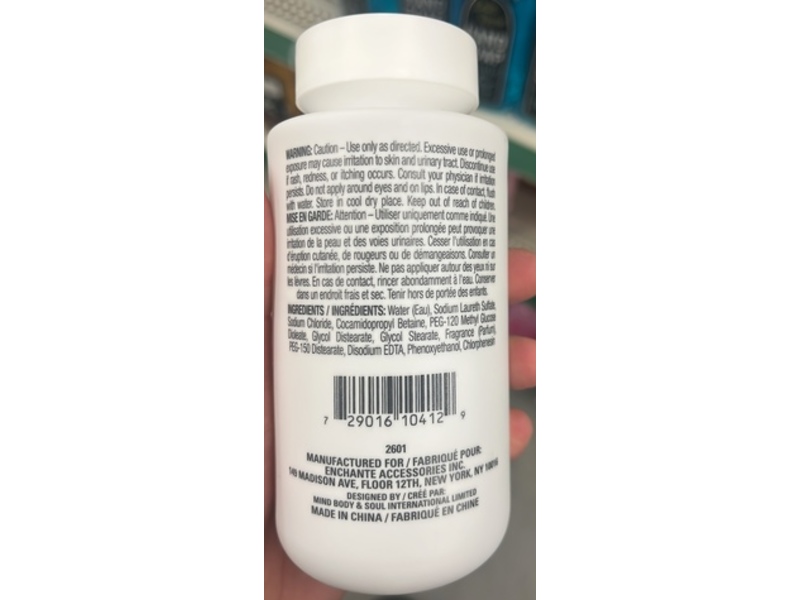 WARNING: Caution – Use only as directed. Excessive use or prolonged
exposure may cause irritation to skin and urinary tract. Discontinue use
if rash, redness, or itching occurs. Consult your physician if irritation
persists. Do not apply around eyes and on lips. In case of contact, flush
with water. Store in cool dry place. Keep out of reach of children.
MISE EN GARDE: Attention – Utiliser uniquement comme indiqué. Une
utilisation excessive ou une exposition prolongée peut provoquer une
irritation de la peau et des voies urinaires. Cesser l'utilisation en cas
d'éruption cutanée, de rougeurs ou de démangeaisons. Consulter un
médecin si l'irritation persiste. Ne pas appliquer autour des yeux ni sur
les lèvres. En cas de contact, rincer abondamment à l'eau. Conserver
dans un endroit frais et sec. Tenir hors de portée des enfants.
INGREDIENTS / INGRÉDIENTS: Water (Eau), Sodium Laureth Sulfate,
Sodium Chloride, Cocamidopropyl Betaine, PEG-120 Methyl Glucose
Dioleate, Glycol Distearate, Glycol Stearate, Fragrance (Parfum),
PEG-150 Distearate, Disodium EDTA, Phenoxyethanol, Chlorphenesin
7 29016 10412 9
2601
MANUFACTURED FOR / FABRIQUÉ POUR:
ENCHANTE ACCESSORIES INC.
149 MADISON AVE, FLOOR 12TH, NEW YORK, NY 10016
DESIGNED BY / CRÉÉ PAR:
MIND BODY & SOUL INTERNATIONAL LIMITED
MADE IN CHINA / FABRIQUÉ EN CHINE